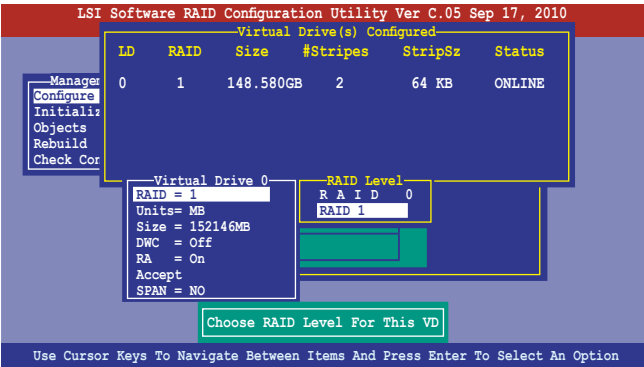 LSI Software RAID Configuration Utility Ver C.05 Sep 17, 2010
Virtual Drive(s) Configured
LD RAID Size #Stripes StripSz Status
0 1 148.580GB 2 64 KB ONLINE
Managem
Configure
Initializ
Objects
Rebuild
Check Con
Virtual Drive 0
RAID = 1
Units= MB
Size = 152146MB
DWC = Off
RA = On
Accept
SPAN = NO
RAID Level
R A I D 0
RAID 1
Choose RAID Level For This VD
Use Cursor Keys To Navigate Between Items And Press Enter To Select An Option